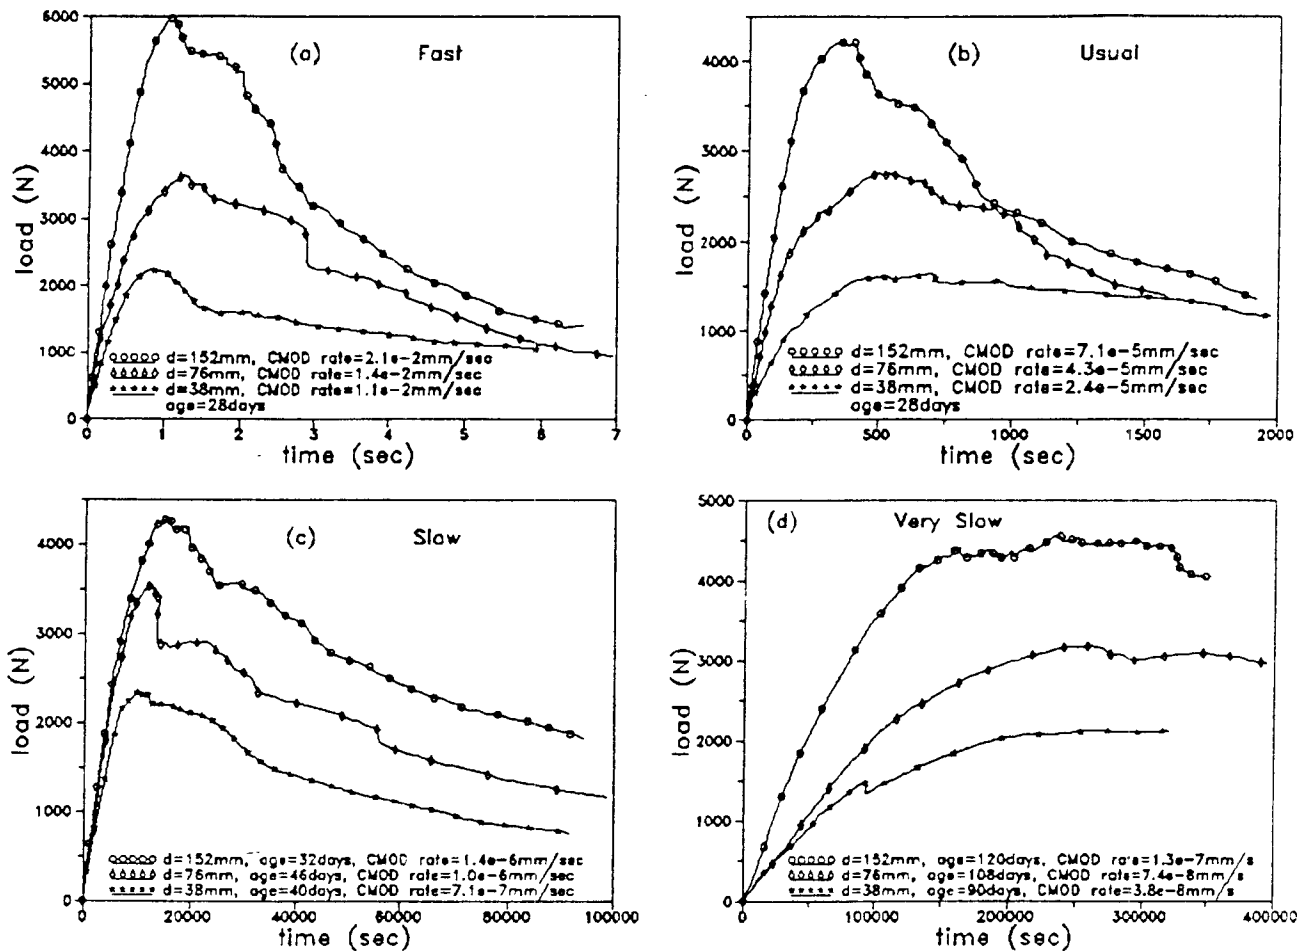 6000
5000
4000
3000
2000
1000
0
load (N)
(a) Fast
d=152mm, CMOD rate=2.1e-2mm/sec
d=76mm, CMOD rate=1.4e-2mm/sec
d=38mm, CMOD rate=1.1e-2mm/sec
age=28days
0 1 2 3 4 5 6 7
time (sec)
4000
3000
2000
1000
0
load (N)
(b) Usual
d=152mm, CMOD rate=7.1e-5mm/sec
d=76mm, CMOD rate=4.3e-5mm/sec
d=38mm, CMOD rate=2.4e-5mm/sec
age=28days
0 500 1000 1500 2000
time (sec)
4000
3000
2000
1000
0
load (N)
(c) Slow
d=152mm, age=32days, CMOD rate=1.4e-6mm/sec
d=76mm, age=46days, CMOD rate=1.0e-6mm/sec
d=38mm, age=40days, CMOD rate=7.1e-7mm/sec
0 20000 40000 60000 80000 100000
time (sec)
5000
4000
3000
2000
1000
0
load (N)
(d) Very Slow
d=152mm, age=120days, CMOD rate=1.3e-7mm/s
d=76mm, age=108days, CMOD rate=7.4e-8mm/s
d=38mm, age=90days, CMOD rate=3.8e-8mm/s
0 100000 200000 300000 400000
time (sec)